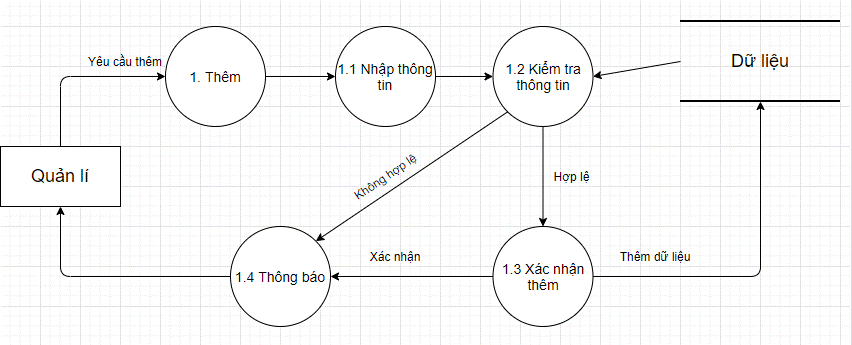 Yêu cầu thêm
1. Thêm
1.1 Nhập thông
tin
1.2 Kiểm tra
thông tin
Dữ liệu
Quản lí
Không hợp lệ
Hợp lệ
1.4 Thông báo
Xác nhận
1.3 Xác nhận
thêm
Thêm dữ liệu